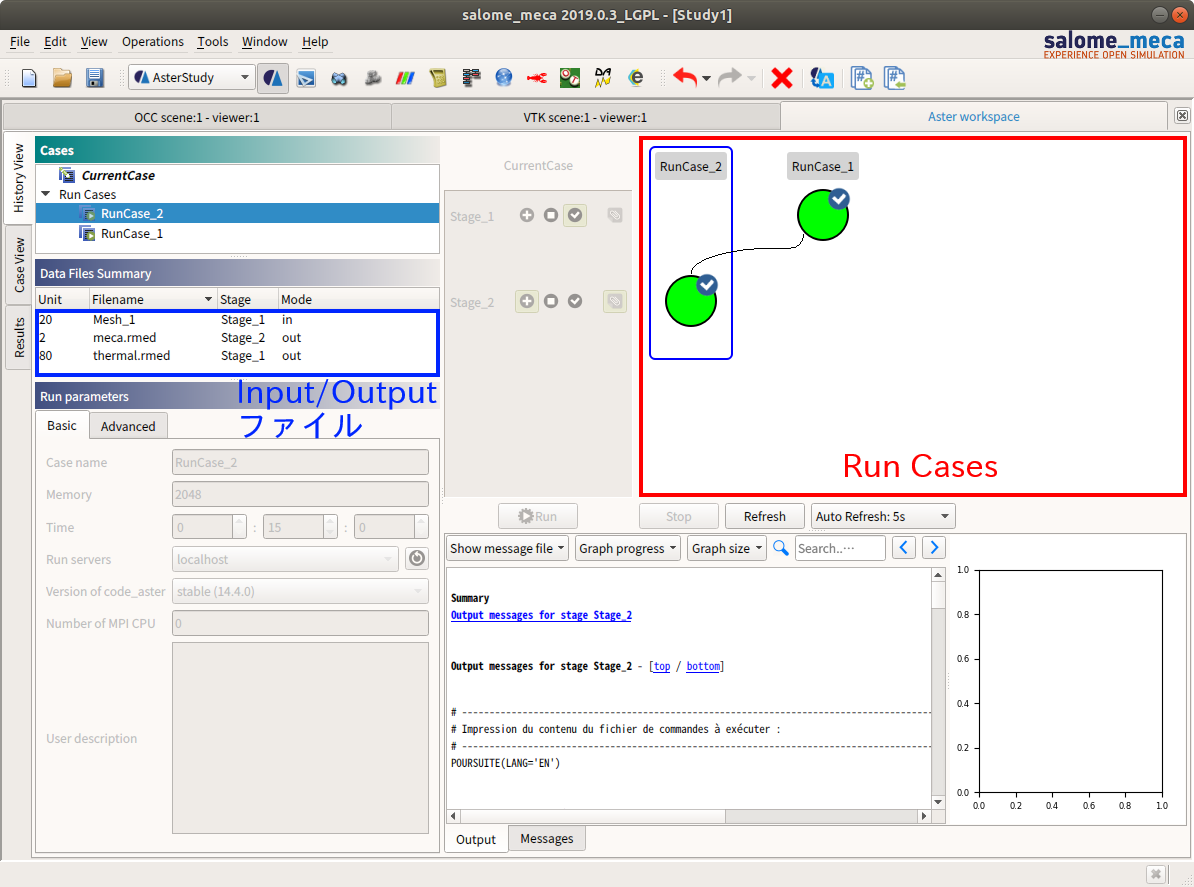 salome_meca 2019.0.3_LGPL - [Study1]
File Edit View Operations Tools Window Help
salome_meca
EXPERIENCE OPEN SIMULATION
AsterStudy
OCC scene:1 - viewer:1
VTK scene:1 - viewer:1
Aster workspace
History View
Case View
Results
Cases
CurrentCase
Run Cases
RunCase_2
RunCase_1
Data Files Summary
Unit Filename Stage Mode
20 Mesh_1 Stage_1 in
2 meca.rmed Stage_2 out
80 thermal.rmed Stage_1 out
Input/Output
ファイル
Run parameters
Basic Advanced
Case name RunCase_2
Memory 2048
Time 0 : 15 : 0
Run servers localhost
Version of code_aster stable (14.4.0)
Number of MPI CPU 0
User description
CurrentCase
Stage_1
Stage_2
RunCase_2 RunCase_1
Run Cases
Run Stop Refresh Auto Refresh: 5s
Show message file Graph progress Graph size Search.....
Summary
Output messages for stage Stage_2
Output messages for stage Stage_2 - [top / bottom]
# --------------------------------------------------------------------------------
# Impression du contenu du fichier de commandes à exécuter :
# --------------------------------------------------------------------------------
POURSUITE(LANG='EN')
1.0
0.8
0.6
0.4
0.2
0.0
0.0 0.2 0.4 0.6 0.8 1.0
Output Messages